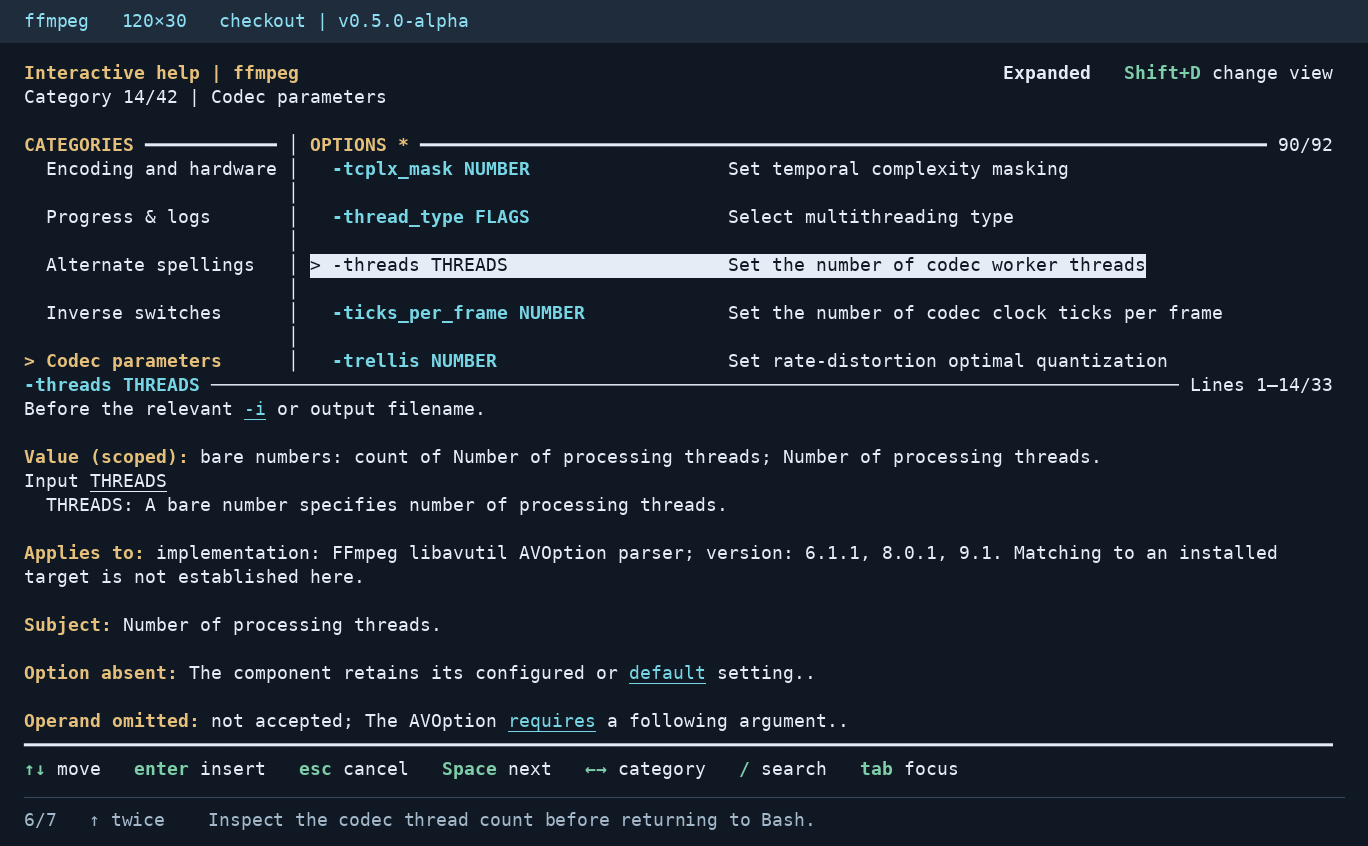 ffmpeg 120×30 checkout | v0.5.0-alpha
Interactive help | ffmpeg Expanded Shift+D change view
Category 14/42 | Codec parameters
CATEGORIES OPTIONS * 90/92
Encoding and hardware -tcplx_mask NUMBER Set temporal complexity masking
Progress & logs -thread_type FLAGS Select multithreading type
Alternate spellings > -threads THREADS Set the number of codec worker threads
Inverse switches -ticks_per_frame NUMBER Set the number of codec clock ticks per frame
> Codec parameters -trellis NUMBER Set rate-distortion optimal quantization
-threads THREADS Lines 1–14/33
Before the relevant -i or output filename.
Value (scoped): bare numbers: count of Number of processing threads; Number of processing threads.
Input THREADS
THREADS: A bare number specifies number of processing threads.
Applies to: implementation: FFmpeg libavutil AVOption parser; version: 6.1.1, 8.0.1, 9.1. Matching to an installed
target is not established here.
Subject: Number of processing threads.
Option absent: The component retains its configured or default setting..
Operand omitted: not accepted; The AVOption requires a following argument..
↑↓ move enter insert esc cancel Space next ←→ category / search tab focus
6/7 ↑ twice Inspect the codec thread count before returning to Bash.